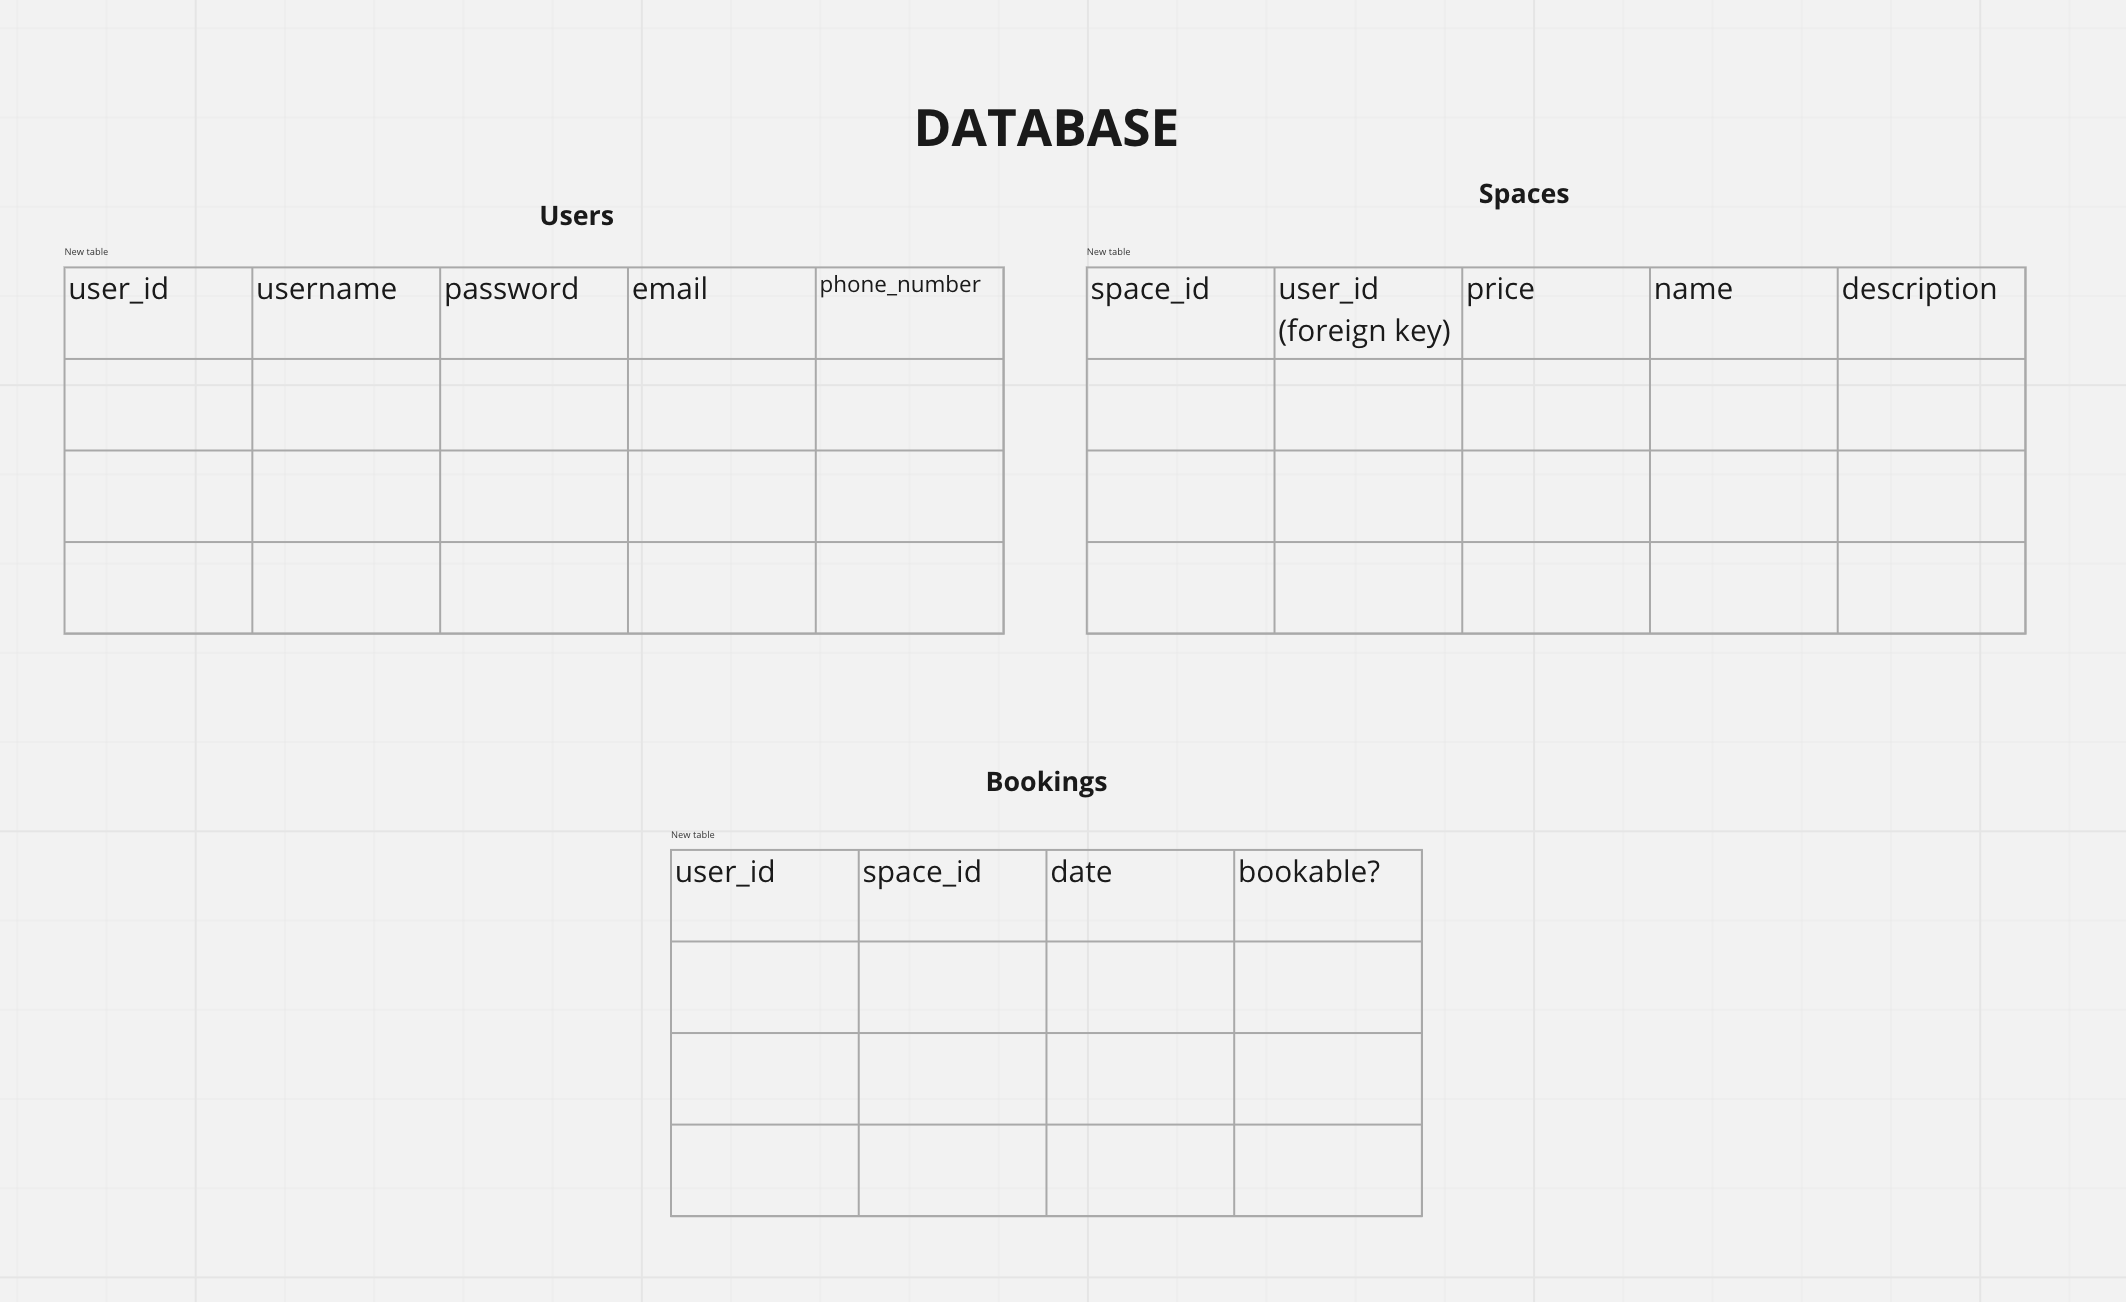 DATABASE
Users
Spaces
New table
user_id username password email phone_number
New table
space_id user_id price name description
(foreign key)
Bookings
New table
user_id space_id date bookable?